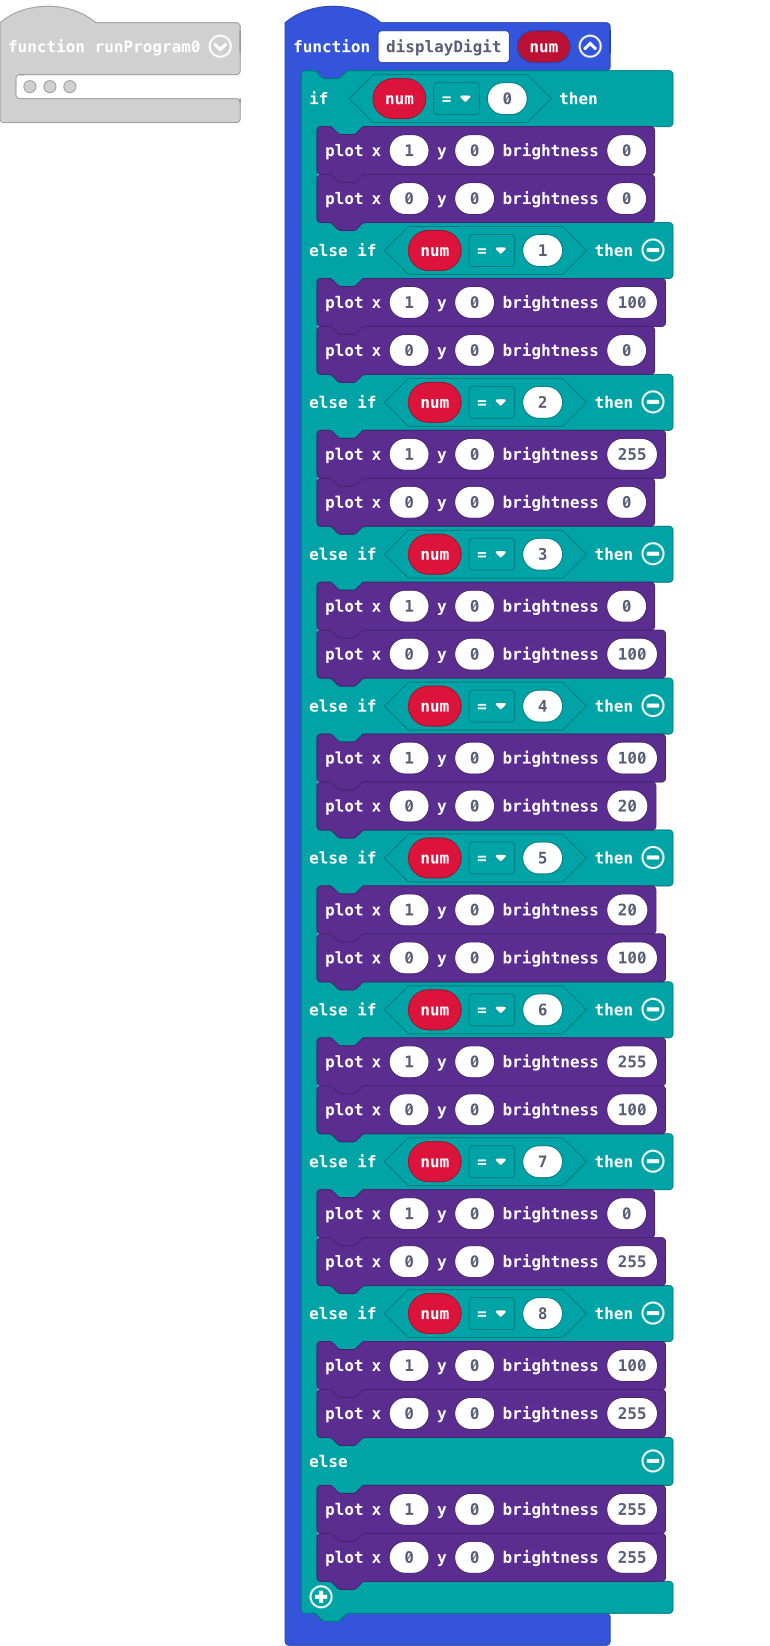 function runProgram0
function displayDigit num
if num = 0 then
plot x 1 y 0 brightness 0
plot x 0 y 0 brightness 0
else if num = 1 then
plot x 1 y 0 brightness 100
plot x 0 y 0 brightness 0
else if num = 2 then
plot x 1 y 0 brightness 255
plot x 0 y 0 brightness 0
else if num = 3 then
plot x 1 y 0 brightness 0
plot x 0 y 0 brightness 100
else if num = 4 then
plot x 1 y 0 brightness 100
plot x 0 y 0 brightness 20
else if num = 5 then
plot x 1 y 0 brightness 20
plot x 0 y 0 brightness 100
else if num = 6 then
plot x 1 y 0 brightness 255
plot x 0 y 0 brightness 100
else if num = 7 then
plot x 1 y 0 brightness 0
plot x 0 y 0 brightness 255
else if num = 8 then
plot x 1 y 0 brightness 100
plot x 0 y 0 brightness 255
else
plot x 1 y 0 brightness 255
plot x 0 y 0 brightness 255